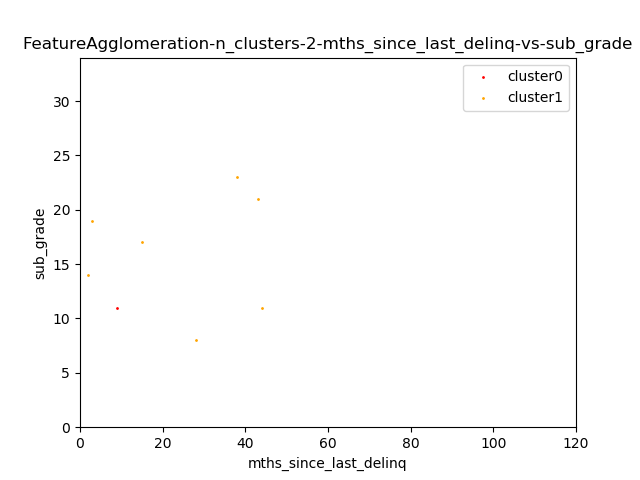 FeatureAgglomeration-n_clusters-2-mths_since_last_delinq-vs-sub_grade
cluster0
cluster1
30
25
20
15
10
5
0
sub_grade
0 20 40 60 80 100 120
mths_since_last_delinq